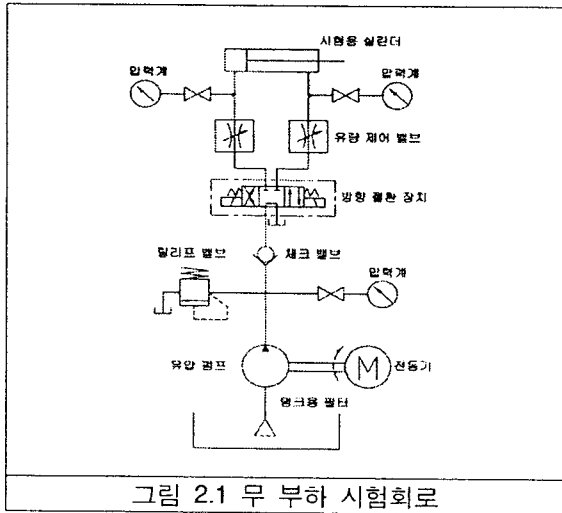 시험용 실린더
압력계
압력계
유량 제어 밸브
방향 전환 장치
릴리프 밸브
체크 밸브
압력계
유압 펌프
M
전동기
탱크용 필터
그림 2.1 무 부하 시험회로